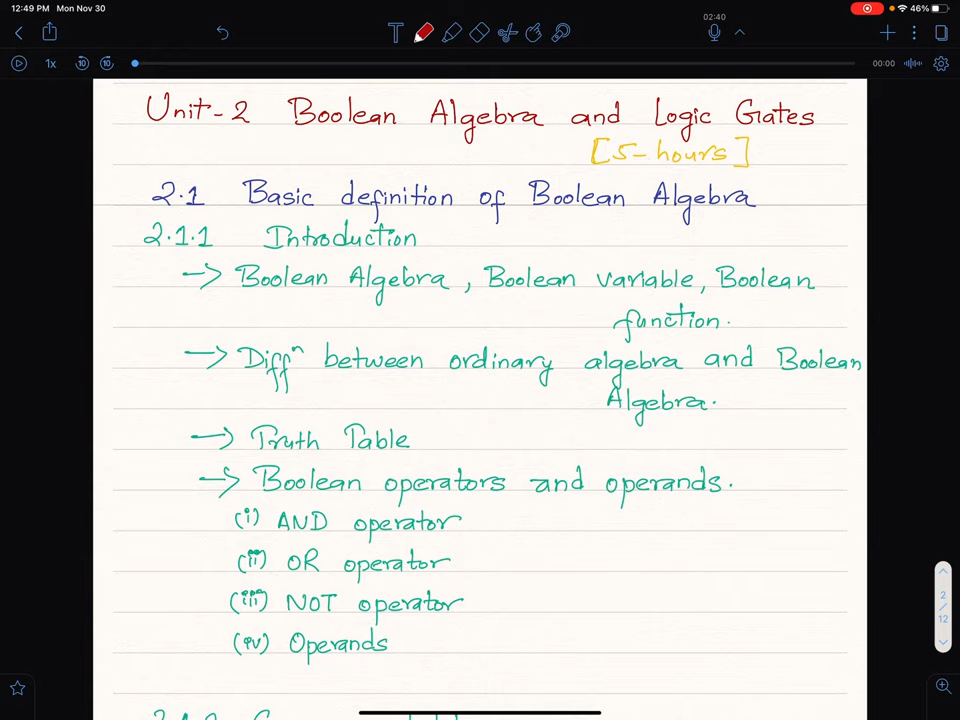 12:49 PM Mon Nov 30
46%
02:40
T
1x
10
10
00:00
Unit-2 Boolean Algebra and Logic Gates
[5-hours]
2.1 Basic definition of Boolean Algebra
2.1.1 Introduction
→ Boolean Algebra, Boolean variable, Boolean
function.
→ Diffⁿ between ordinary algebra and Boolean
Algebra.
→ Truth Table
→ Boolean operators and operands.
(i) AND operator
(ii) OR operator
(iii) NOT operator
(iv) Operands
2
/
12